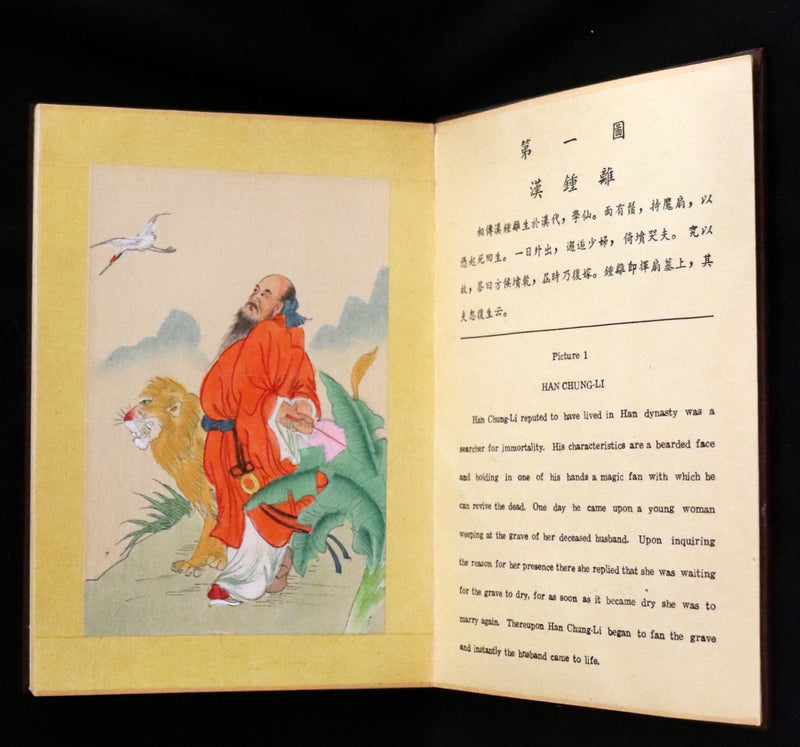 第一圖
漢鍾離
相傳漢鍾離生於漢代，學仙。面有鬚，持魔扇，以
憑起死回生。一日外出，邂逅少婦，倚墳哭夫。究以
故，答曰方候墳乾，屆時乃復嫁。鍾離卽揮扇墓上，其
夫忽復生云。
Picture 1
HAN CHUNG-LI
Han Chung-Li reputed to have lived in Han dynasty was a
searcher for immortality. His characteristics are a bearded face
and holding in one of his hands a magic fan with which he
can revive the dead. One day he came upon a young woman
weeping at the grave of her deceased husband. Upon inquiring
the reason for her presence there she replied that she was waiting
for the grave to dry, for as soon as it became dry she was to
marry again. Thereupon Han Chung-Li began to fan the grave
and instantly the husband came to life.